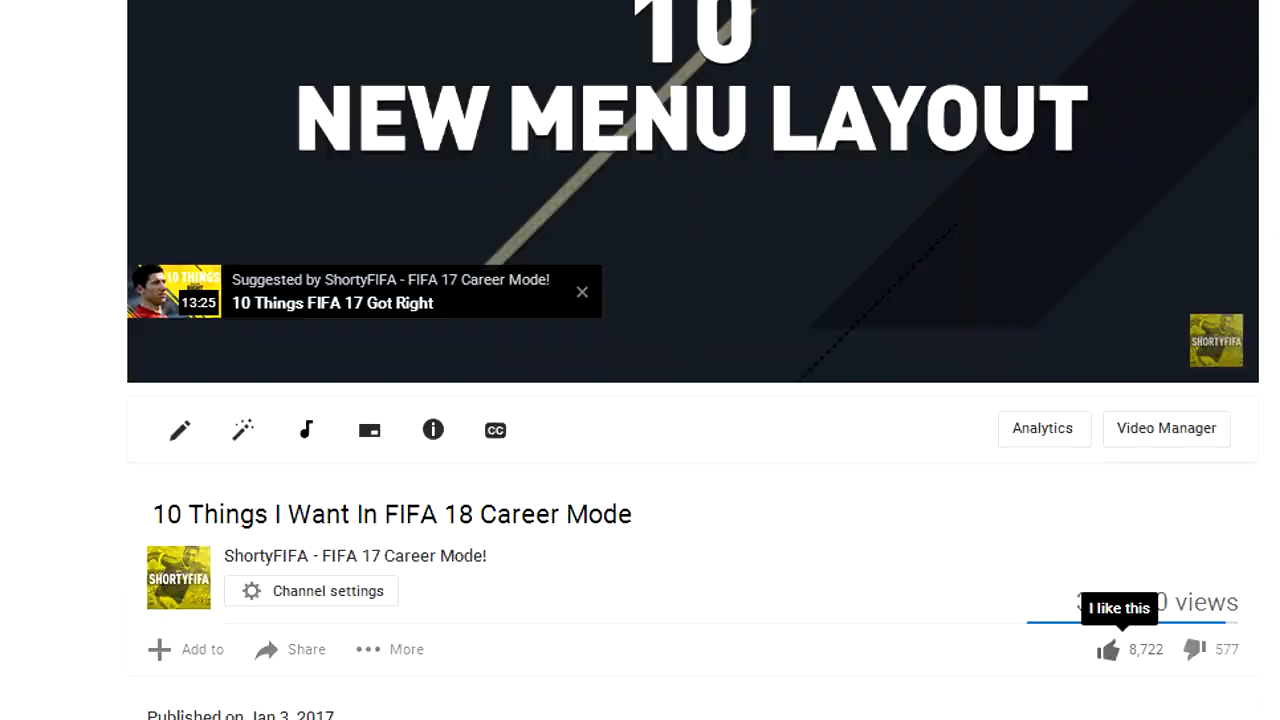 10
NEW MENU LAYOUT
10 THINGS
13:25
Suggested by ShortyFIFA - FIFA 17 Career Mode!
10 Things FIFA 17 Got Right
SHORTYFIFA
CC
Analytics
Video Manager
10 Things I Want In FIFA 18 Career Mode
SHORTYFIFA
ShortyFIFA - FIFA 17 Career Mode!
Channel settings
views
I like this
Add to
Share
More
8,722
577
Published on Jan 3, 2017